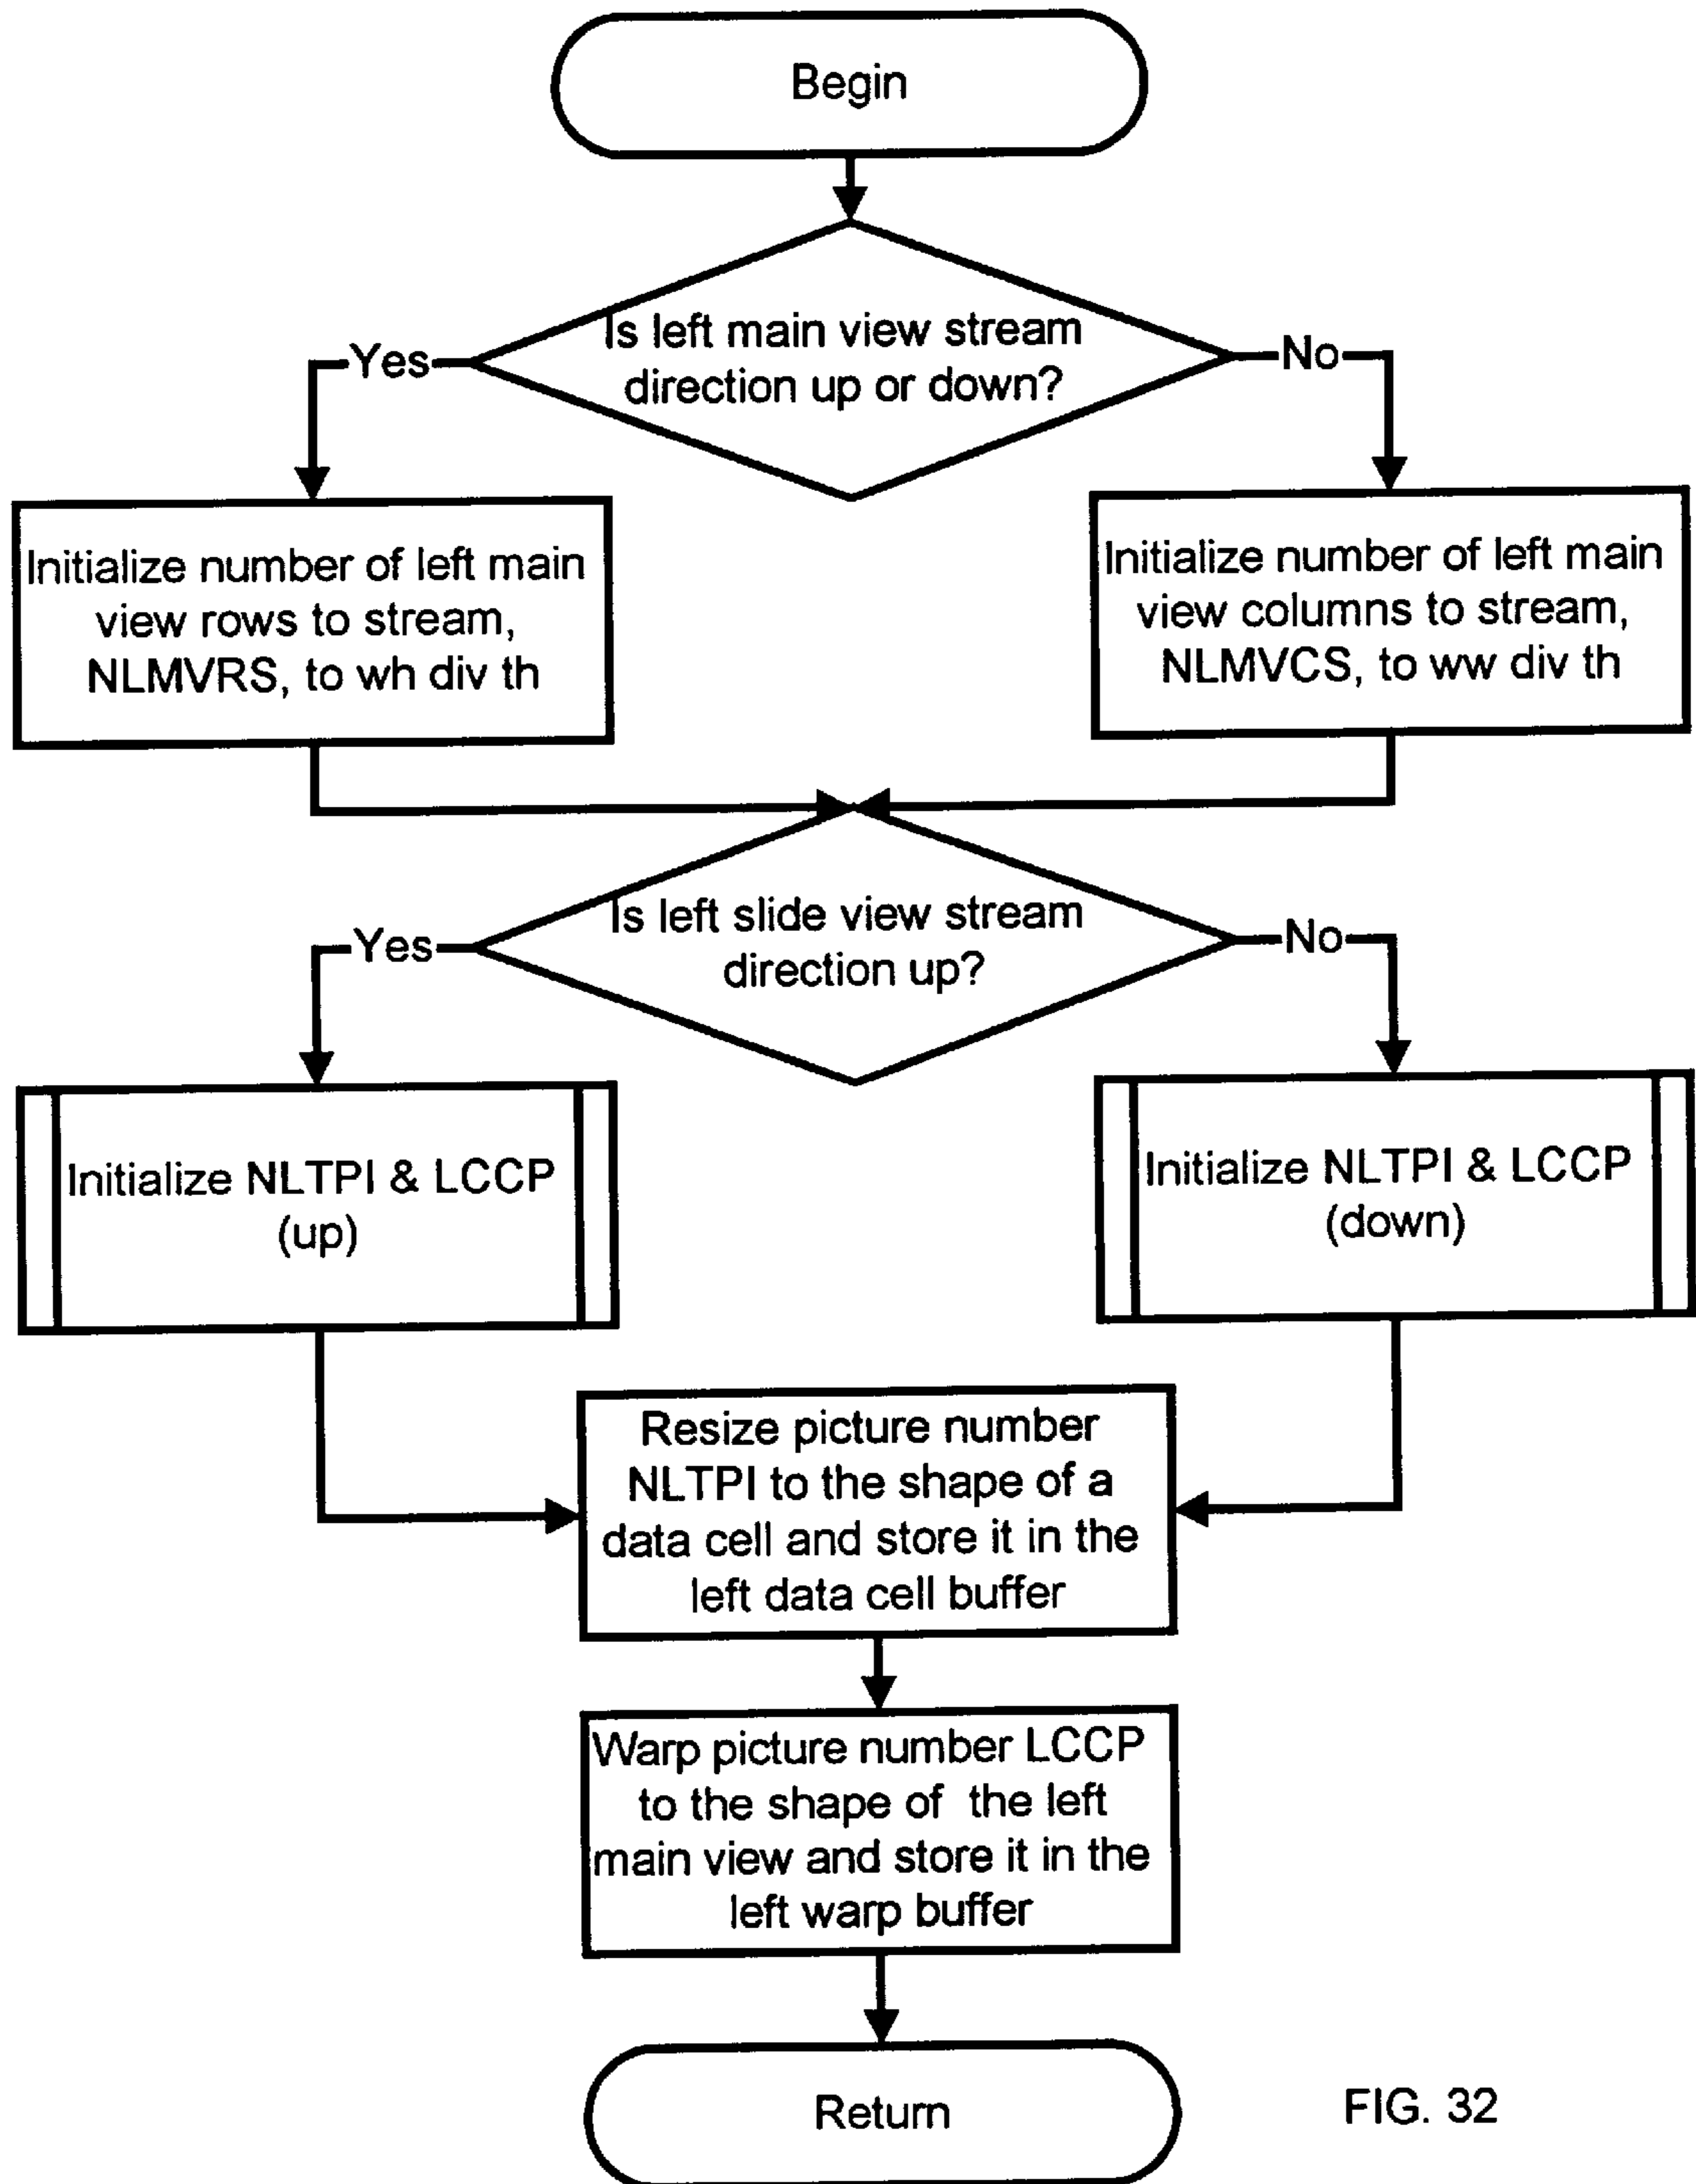 Begin
Is left main view stream
direction up or down?
Yes
No
Initialize number of left main
view rows to stream,
NLMVRS, to wh div th
Initialize number of left main
view columns to stream,
NLMVCS, to ww div th
Is left slide view stream
direction up?
Yes
No
Initialize NLTPI & LCCP
(up)
Initialize NLTPI & LCCP
(down)
Resize picture number
NLTPI to the shape of a
data cell and store it in the
left data cell buffer
Warp picture number LCCP
to the shape of the left
main view and store it in the
left warp buffer
Return
FIG. 32